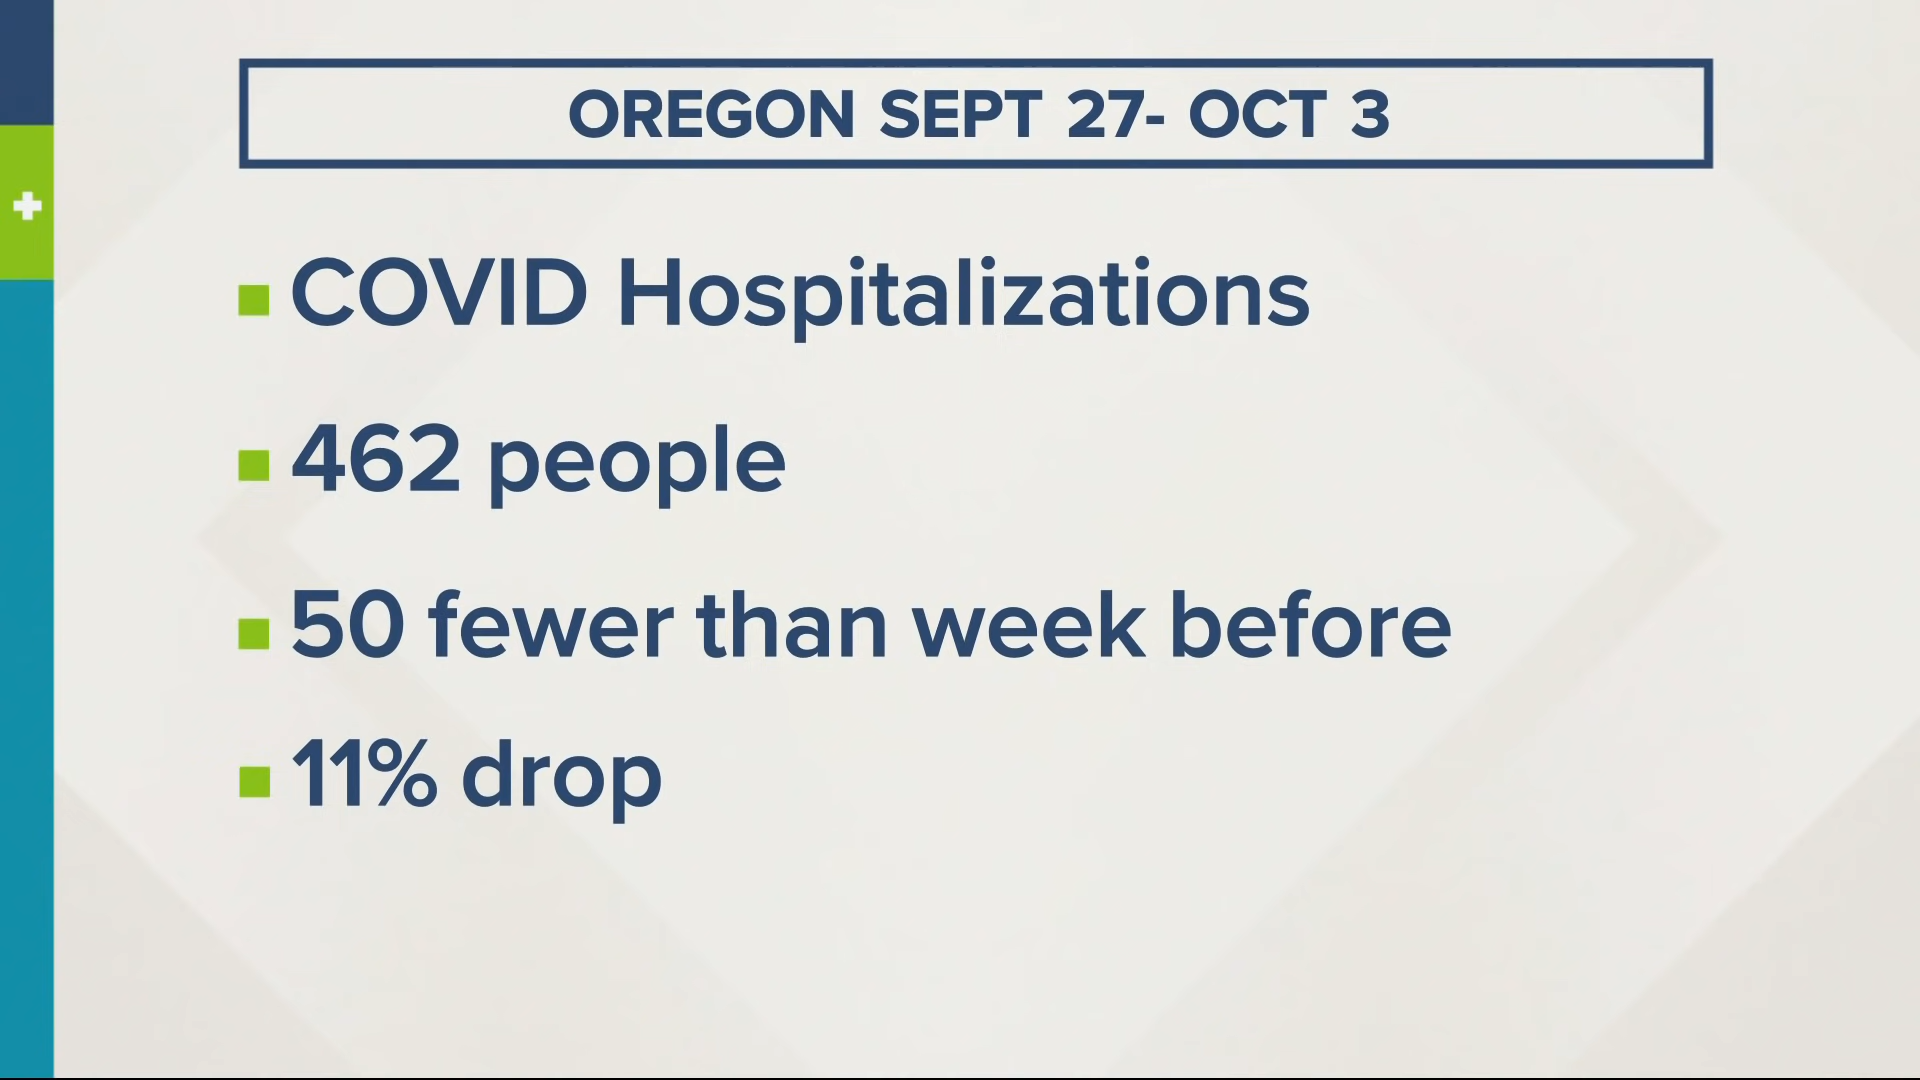 OREGON SEPT 27- OCT 3
COVID Hospitalizations
462 people
50 fewer than week before
11% drop